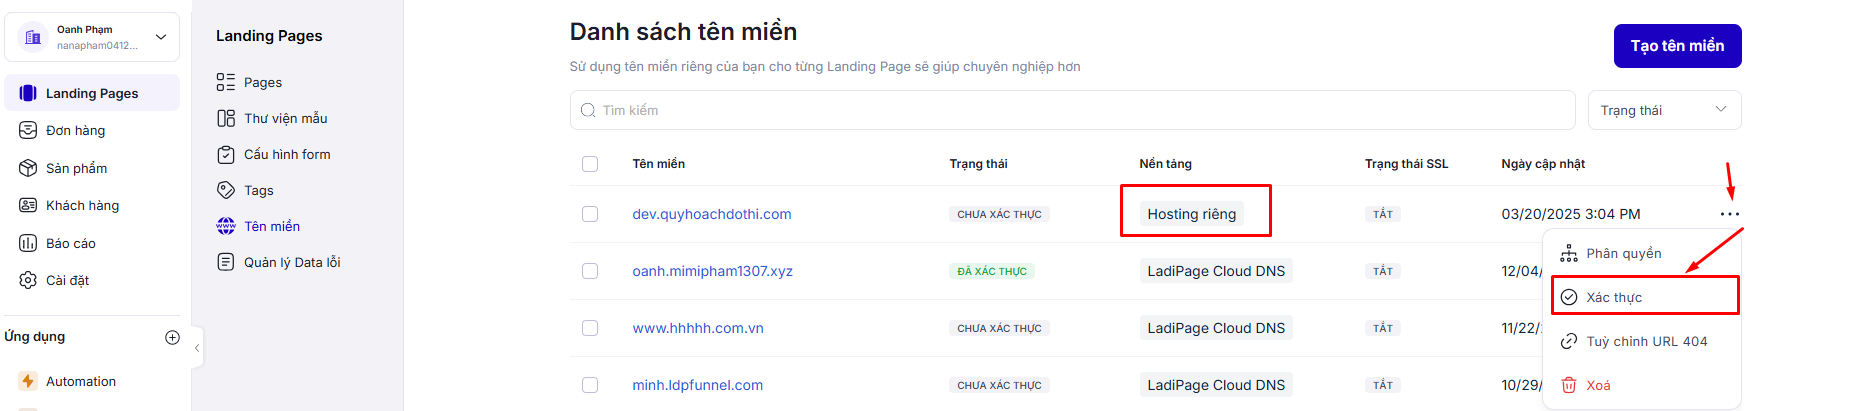 Oanh Phạm
nanapham0412...
Landing Pages
Đơn hàng
Sản phẩm
Khách hàng
Báo cáo
Cài đặt
Ứng dụng
Automation
Landing Pages
Pages
Thư viện mẫu
Cấu hình form
Tags
Tên miền
Quản lý Data lỗi
Danh sách tên miền
Sử dụng tên miền riêng của bạn cho từng Landing Page sẽ giúp chuyên nghiệp hơn
Tạo tên miền
Tìm kiếm
Trạng thái
Tên miền Trạng thái Nền tảng Trạng thái SSL Ngày cập nhật
dev.quyhoachdothi.com CHƯA XÁC THỰC Hosting riêng TẮT 03/20/2025 3:04 PM
oanh.mimipham1307.xyz ĐÃ XÁC THỰC LadiPage Cloud DNS TẮT 12/04/
www.hhhhh.com.vn CHƯA XÁC THỰC LadiPage Cloud DNS TẮT 11/22/
minh.ldpfunnel.com CHƯA XÁC THỰC LadiPage Cloud DNS TẮT 10/29/
Phân quyền
Xác thực
Tuỳ chỉnh URL 404
Xoá